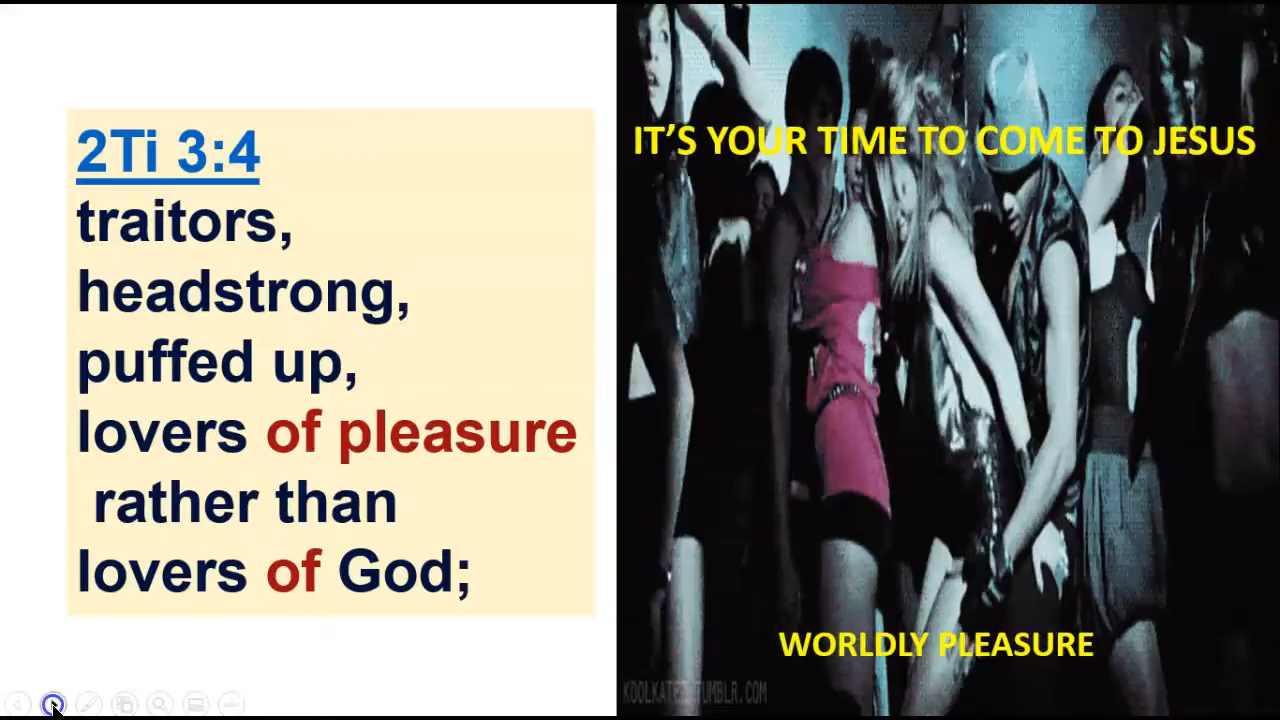 2Ti 3:4
traitors,
headstrong,
puffed up,
lovers of pleasure
rather than
lovers of God;
IT’S YOUR TIME TO COME TO JESUS
WORLDLY PLEASURE